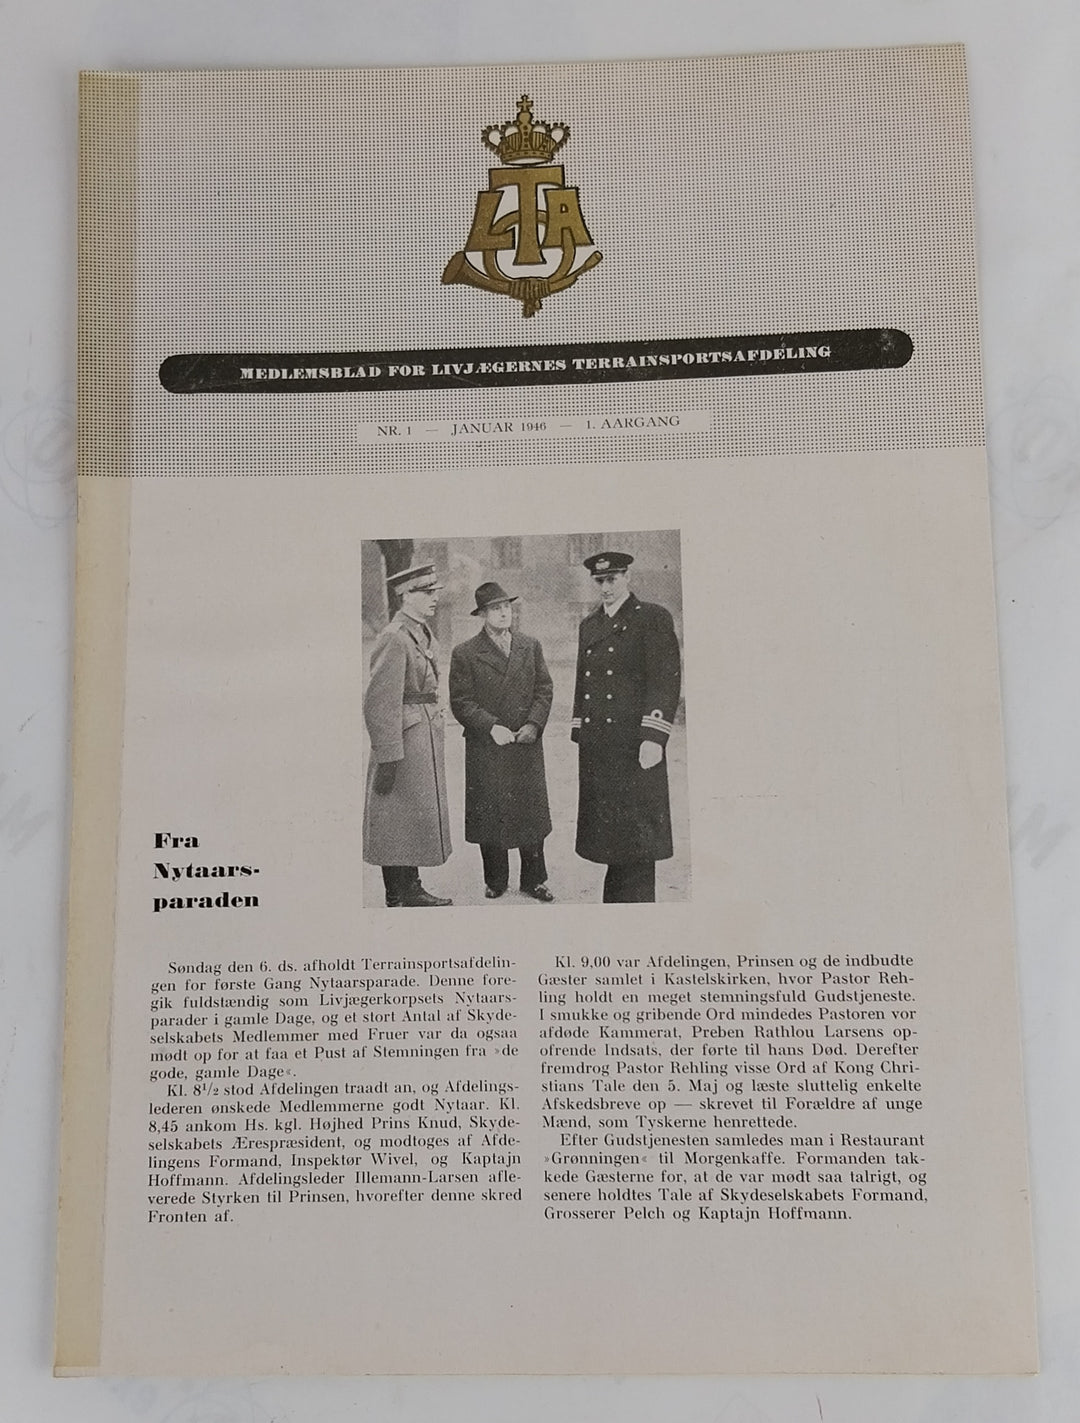 LTA
MEDLEMSBLAD FOR LIVJÆGERNES TERRAINSPORTSAFDELING
NR. 1 — JANUAR 1946 — 1. AARGANG
Fra
Nytaars-
paraden
Søndag den 6. ds. afholdt Terrainsportsafdelin-
gen for første Gang Nytaarsparade. Denne fore-
gik fuldstændig som Livjægerkorpsets Nytaars-
parader i gamle Dage, og et stort Antal af Skyde-
selskabets Medlemmer med Fruer var da ogsaa
mødt op for at faa et Pust af Stemningen fra »de
gode, gamle Dage«.
Kl. 8¹/₂ stod Afdelingen traadt an, og Afdelings-
lederen ønskede Medlemmerne godt Nytaar. Kl.
8,45 ankom Hs. kgl. Højhed Prins Knud, Skyde-
selskabets Ærespræsident, og modtoges af Afde-
lingens Formand, Inspektør Wivel, og Kaptajn
Hoffmann. Afdelingsleder Illemann-Larsen afle-
verede Styrken til Prinsen, hvorefter denne skred
Fronten af.
Kl. 9,00 var Afdelingen, Prinsen og de indbudte
Gæster samlet i Kastelskirken, hvor Pastor Reh-
ling holdt en meget stemningsfuld Gudstjeneste.
I smukke og gribende Ord mindedes Pastoren vor
afdøde Kammerat, Preben Rathlou Larsens op-
ofrende Indsats, der førte til hans Død. Derefter
fremdrog Pastor Rehling visse Ord af Kong Chri-
stians Tale den 5. Maj og læste sluttelig enkelte
Afskedsbreve op — skrevet til Forældre af unge
Mænd, som Tyskerne henrettede.
Efter Gudstjenesten samledes man i Restaurant
»Grønningen« til Morgenkaffe. Formanden tak-
kede Gæsterne for, at de var mødt saa talrigt, og
senere holdtes Tale af Skydeselskabets Formand,
Grosserer Pelch og Kaptajn Hoffmann.